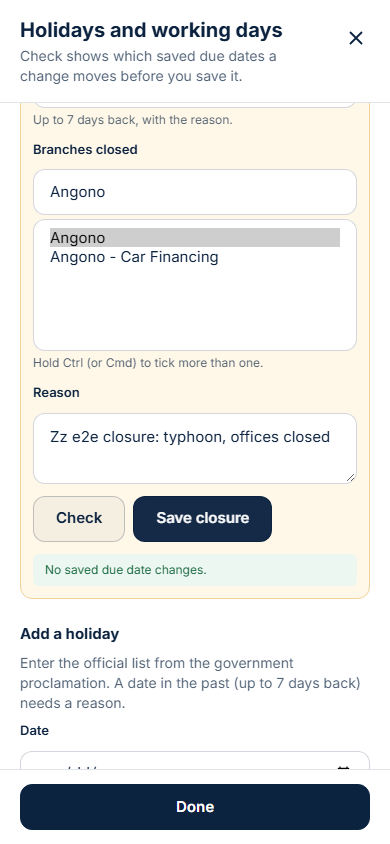 Holidays and working days
Check shows which saved due dates a
change moves before you save it.
Up to 7 days back, with the reason.
Branches closed
Angono
Angono
Angono - Car Financing
Hold Ctrl (or Cmd) to tick more than one.
Reason
Zz e2e closure: typhoon, offices closed
Check
Save closure
No saved due date changes.
Add a holiday
Enter the official list from the government
proclamation. A date in the past (up to 7 days back)
needs a reason.
Date
Done